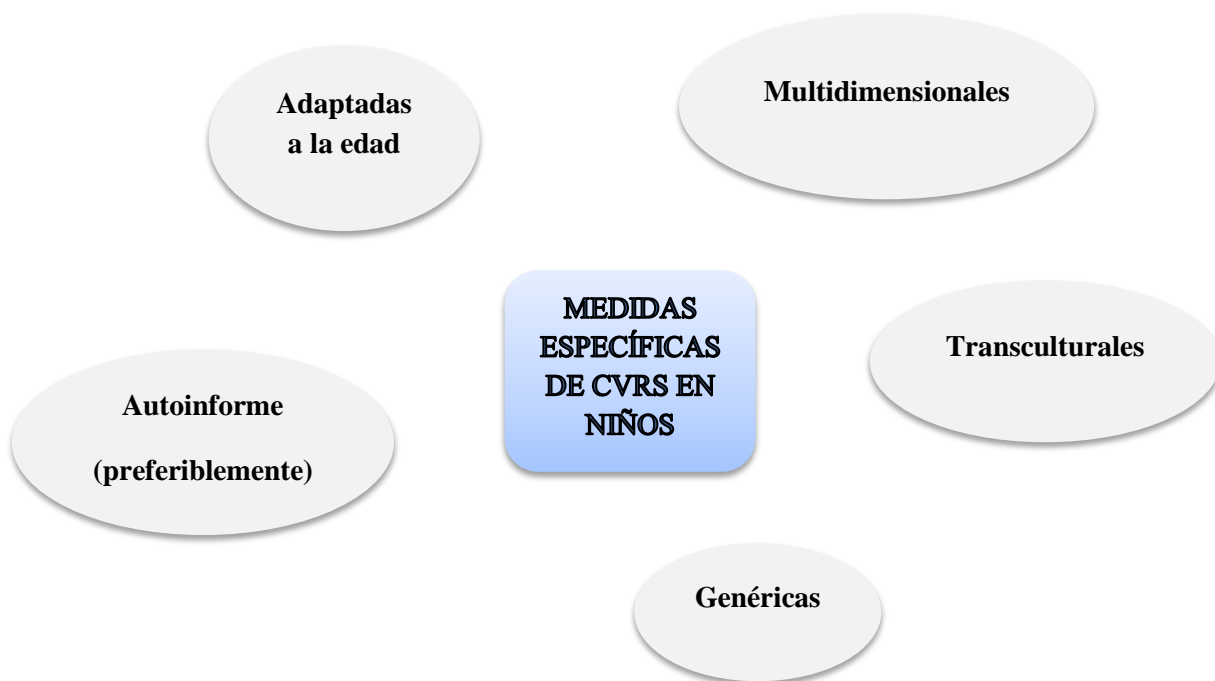 Adaptadas
a la edad
Multidimensionales
MEDIDAS
ESPECÍFICAS
DE CVRS EN
NIÑOS
Transculturales
Autoinforme
(preferiblemente)
Genéricas